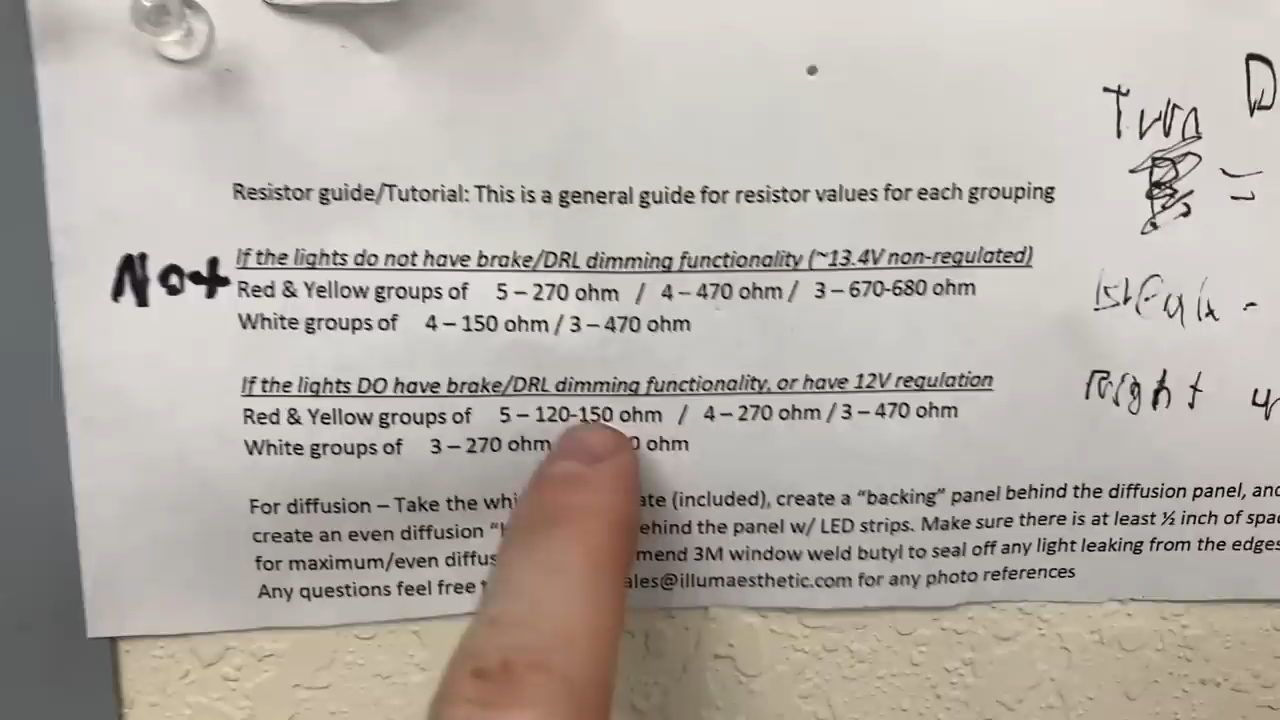 Resistor guide/Tutorial: This is a general guide for resistor values for each grouping
Not
If the lights do not have brake/DRL dimming functionality (~13.4V non-regulated)
Red & Yellow groups of 5 – 270 ohm / 4 – 470 ohm / 3 – 670-680 ohm
White groups of 4 – 150 ohm / 3 – 470 ohm
If the lights DO have brake/DRL dimming functionality, or have 12V regulation
Red & Yellow groups of 5 – 120-150 ohm / 4 – 270 ohm / 3 – 470 ohm
White groups of 3 – 270 ohm 0 ohm
For diffusion – Take the whi ate (included), create a “backing” panel behind the diffusion panel, and
create an even diffusion “ ehind the panel w/ LED strips. Make sure there is at least ½ inch of spac
for maximum/even diffus mend 3M window weld butyl to seal off any light leaking from the edges
Any questions feel free ales@illumaesthetic.com for any photo references
Turn D
=